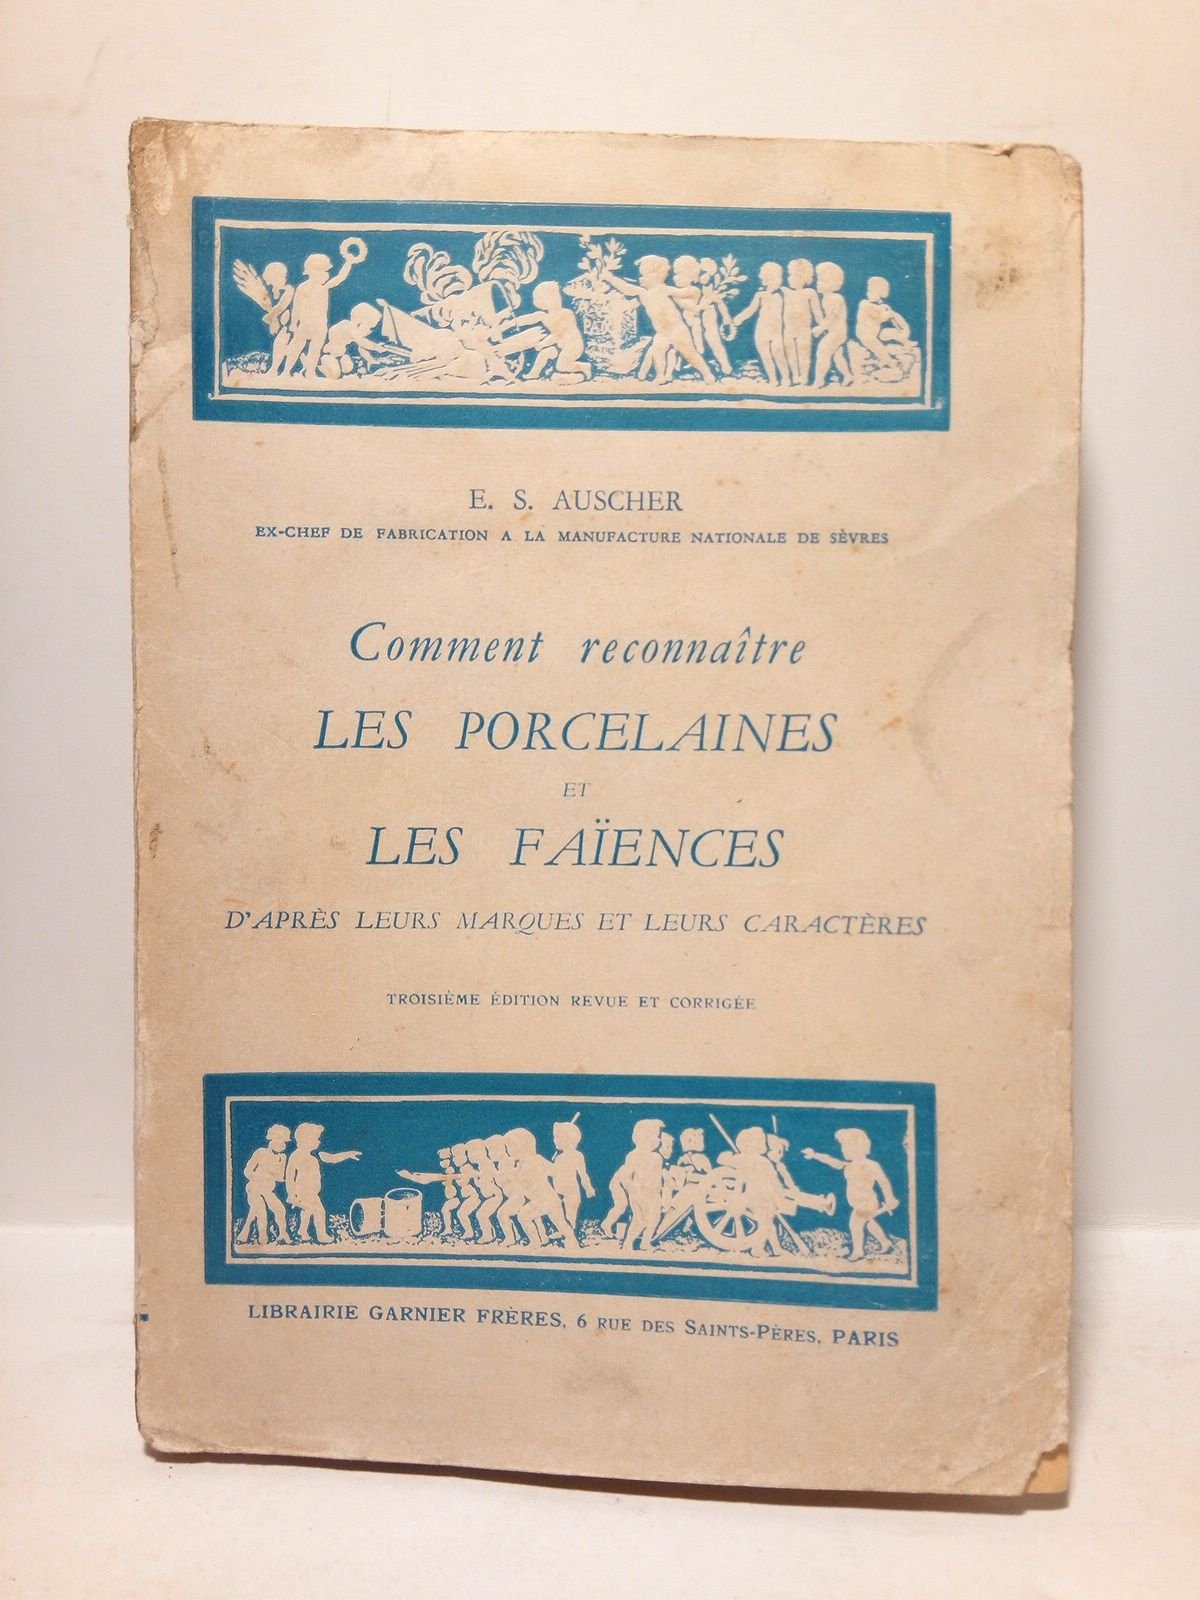 E. S. AUSCHER
EX-CHEF DE FABRICATION A LA MANUFACTURE NATIONALE DE SÈVRES
Comment reconnaître
LES PORCELAINES
ET
LES FAÏENCES
D'APRÈS LEURS MARQUES ET LEURS CARACTÈRES
TROISIÈME ÉDITION REVUE ET CORRIGÉE
LIBRAIRIE GARNIER FRÈRES, 6 RUE DES SAINTS-PÈRES, PARIS